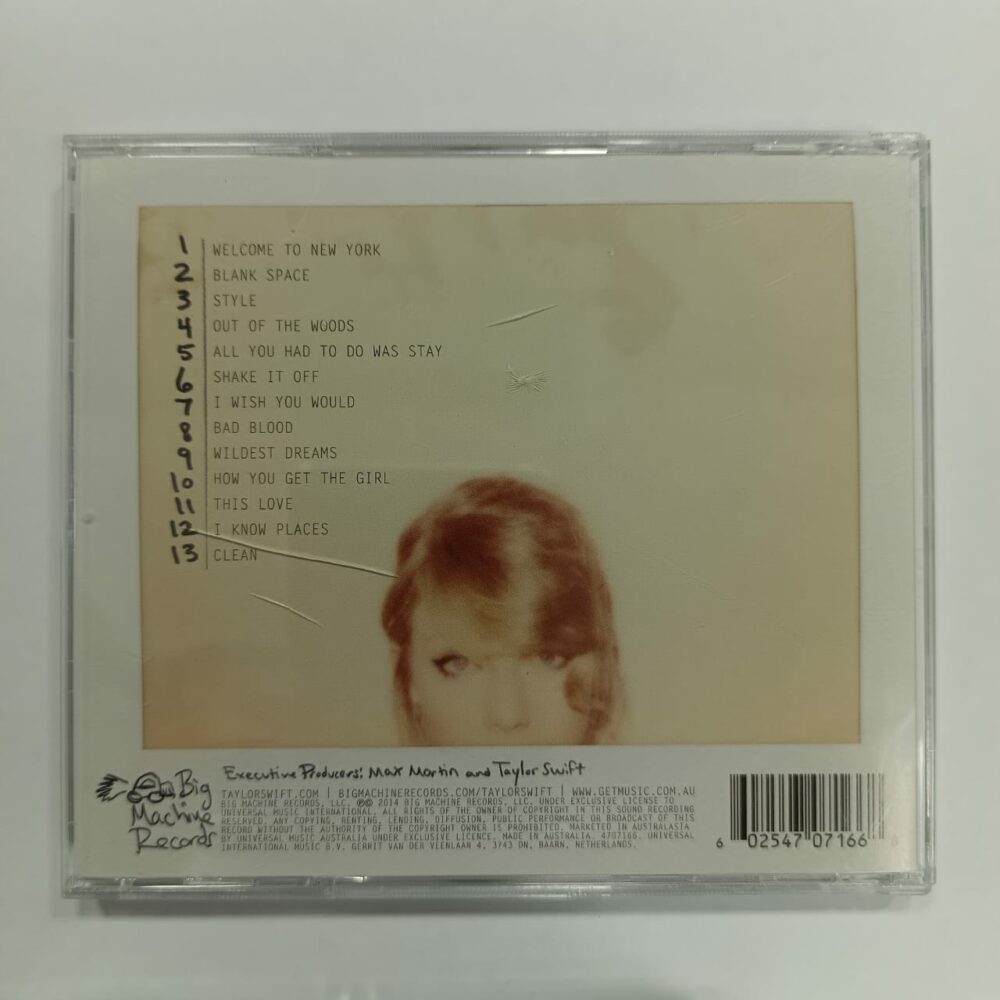 1 WELCOME TO NEW YORK
2 BLANK SPACE
3 STYLE
4 OUT OF THE WOODS
5 ALL YOU HAD TO DO WAS STAY
6 SHAKE IT OFF
7 I WISH YOU WOULD
8 BAD BLOOD
9 WILDEST DREAMS
10 HOW YOU GET THE GIRL
11 THIS LOVE
12 I KNOW PLACES
13 CLEAN
Big
Machine
Records
Executive Producers: Max Martin and Taylor Swift
TAYLORSWIFT.COM | BIGMACHINERECORDS.COM/TAYLORSWIFT | WWW.GETMUSIC.COM.AU
BIG MACHINE RECORDS, LLC. ℗© 2014 BIG MACHINE RECORDS, LLC. UNDER EXCLUSIVE LICENSE TO
UNIVERSAL MUSIC INTERNATIONAL. ALL RIGHTS OF THE OWNER OF COPYRIGHT IN THIS SOUND RECORDING
RESERVED. ANY COPYING, RENTING, LENDING, DIFFUSION, PUBLIC PERFORMANCE OR BROADCAST OF THIS
RECORD WITHOUT THE AUTHORITY OF THE COPYRIGHT OWNER IS PROHIBITED. MARKETED IN AUSTRALASIA
BY UNIVERSAL MUSIC AUSTRALIA UNDER EXCLUSIVE LICENCE. MADE IN AUSTRALIA. 4707166. UNIVERSAL
INTERNATIONAL MUSIC B.V. GERRIT VAN DER VEENLAAN 4, 3743 DN, BAARN, NETHERLANDS.
6 02547 07166 6